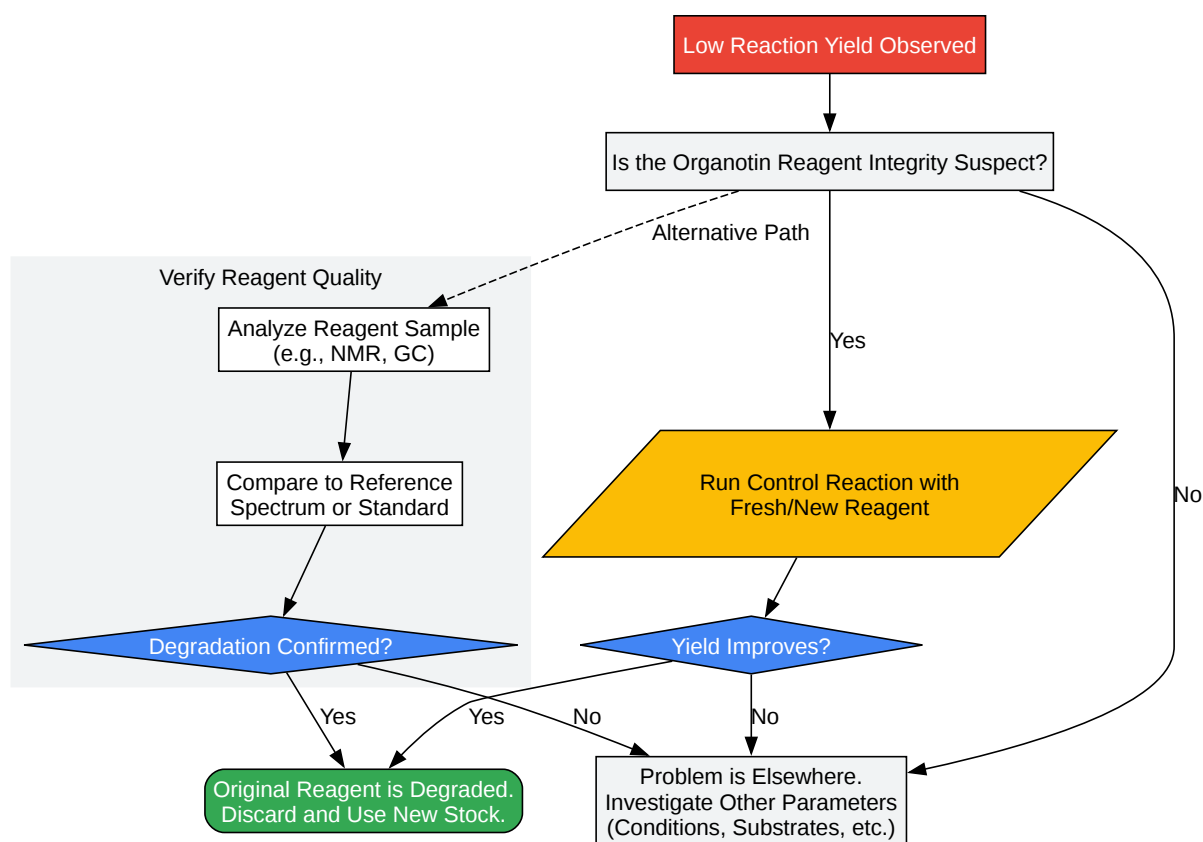 Low Reaction Yield Observed
Is the Organotin Reagent Integrity Suspect?
Alternative Path
Verify Reagent Quality
Analyze Reagent Sample
(e.g., NMR, GC)
Yes
Compare to Reference
Spectrum or Standard
Run Control Reaction with
Fresh/New Reagent
No
Degradation Confirmed?
Yield Improves?
Yes
Yes
No
No
Original Reagent is Degraded.
Discard and Use New Stock.
Problem is Elsewhere.
Investigate Other Parameters
(Conditions, Substrates, etc.)